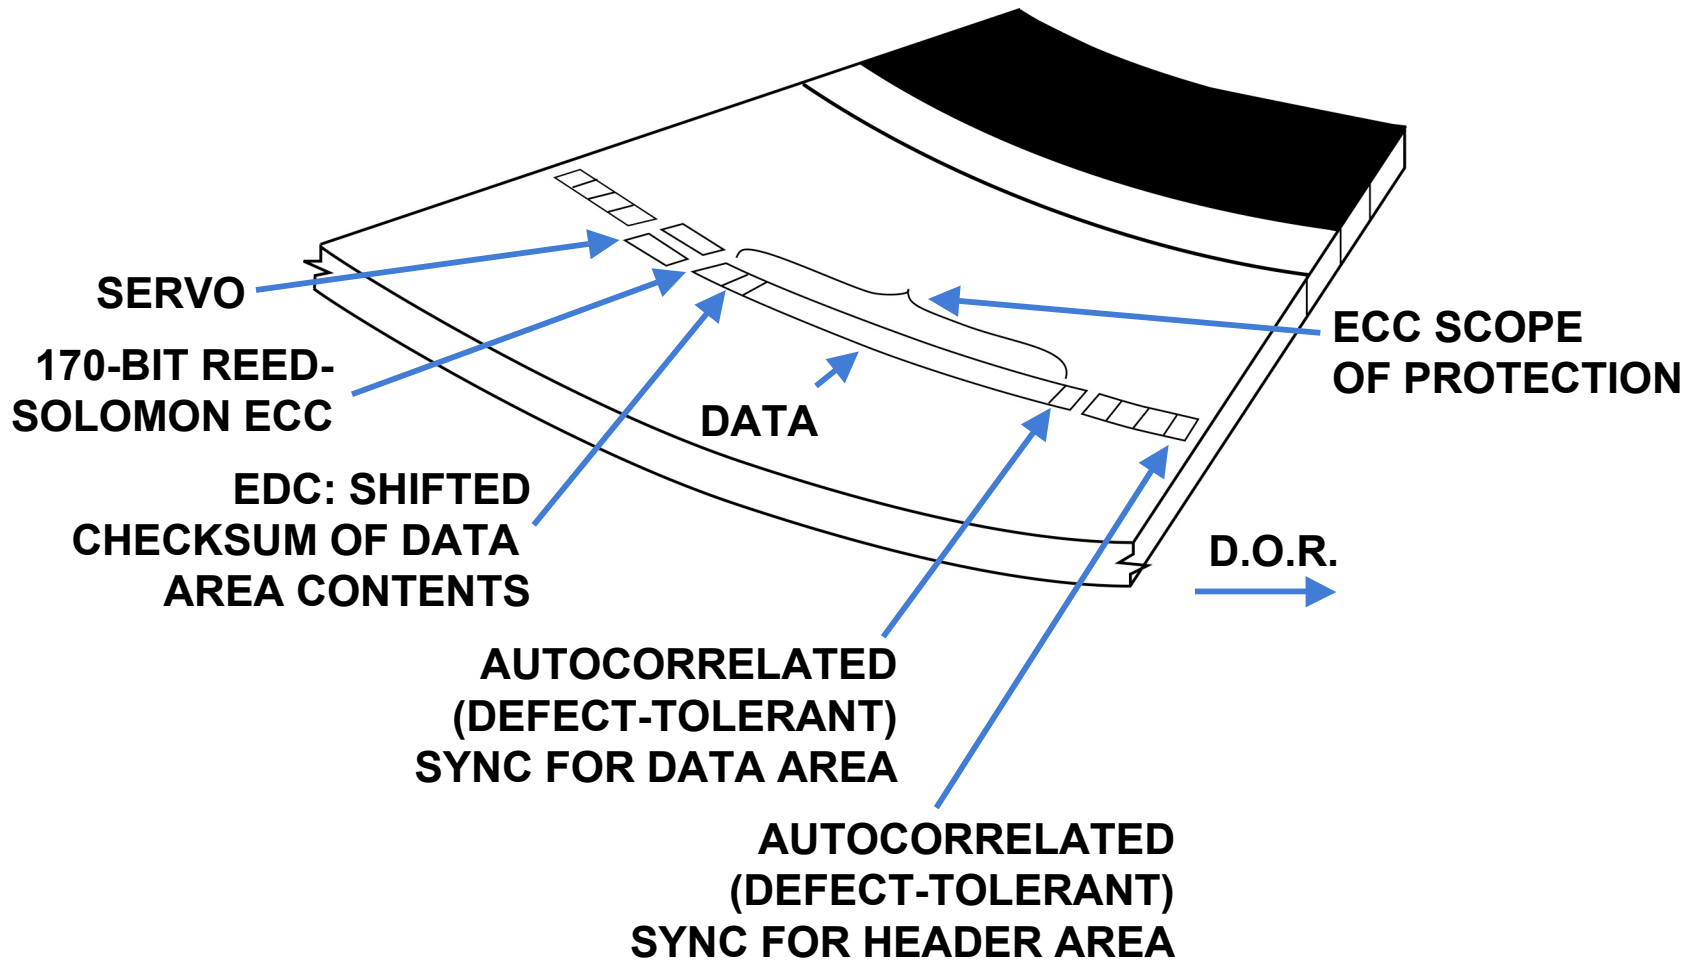 SERVO
170-BIT REED-
SOLOMON ECC
EDC: SHIFTED
CHECKSUM OF DATA
AREA CONTENTS
DATA
ECC SCOPE
OF PROTECTION
D.O.R.
AUTOCORRELATED
(DEFECT-TOLERANT)
SYNC FOR DATA AREA
AUTOCORRELATED
(DEFECT-TOLERANT)
SYNC FOR HEADER AREA